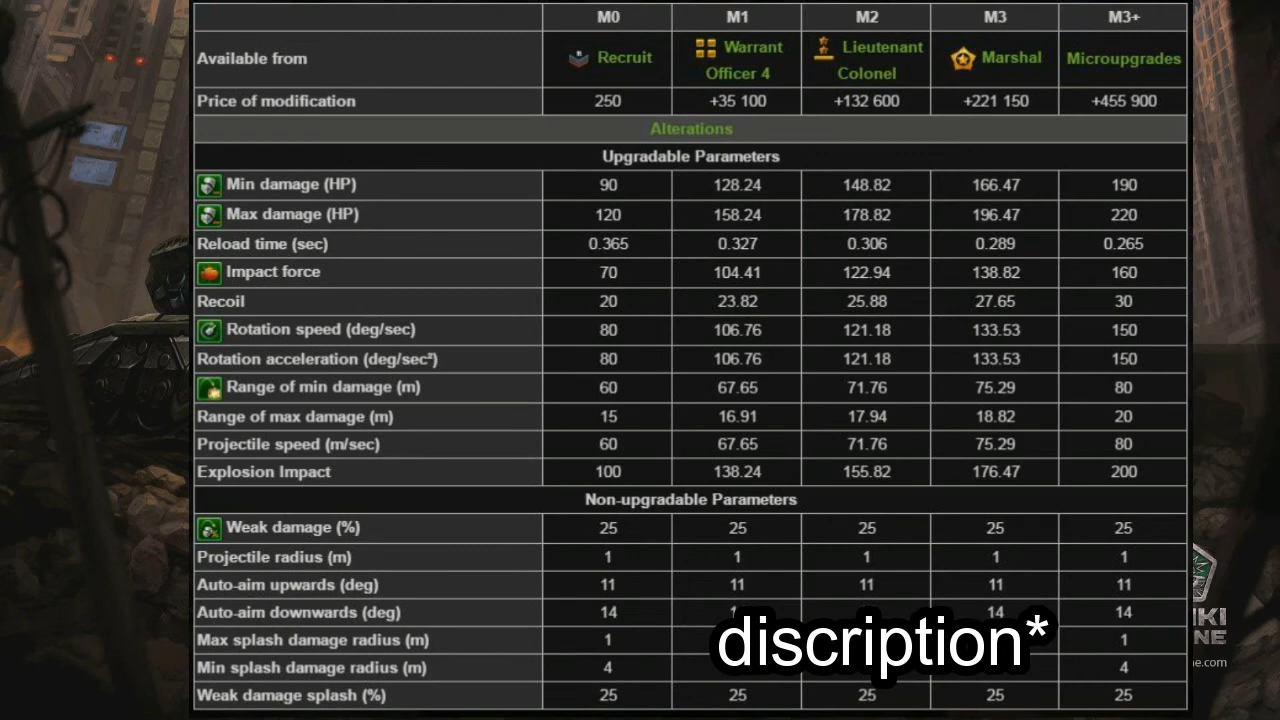 M0 M1 M2 M3 M3+
Available from Recruit Warrant Officer 4 Lieutenant Colonel Marshal Microupgrades
Price of modification 250 +35 100 +132 600 +221 150 +455 900
Alterations
Upgradable Parameters
Min damage (HP) 90 128.24 148.82 166.47 190
Max damage (HP) 120 158.24 178.82 196.47 220
Reload time (sec) 0.365 0.327 0.306 0.289 0.265
Impact force 70 104.41 122.94 138.82 160
Recoil 20 23.82 25.88 27.65 30
Rotation speed (deg/sec) 80 106.76 121.18 133.53 150
Rotation acceleration (deg/sec²) 80 106.76 121.18 133.53 150
Range of min damage (m) 60 67.65 71.76 75.29 80
Range of max damage (m) 15 16.91 17.94 18.82 20
Projectile speed (m/sec) 60 67.65 71.76 75.29 80
Explosion Impact 100 138.24 155.82 176.47 200
Non-upgradable Parameters
Weak damage (%) 25 25 25 25 25
Projectile radius (m) 1 1 1 1 1
Auto-aim upwards (deg) 11 11 11 11 11
Auto-aim downwards (deg) 14 14 14
Max splash damage radius (m) 1 1
discription*
Min splash damage radius (m) 4 4
Weak damage splash (%) 25 25 25 25 25